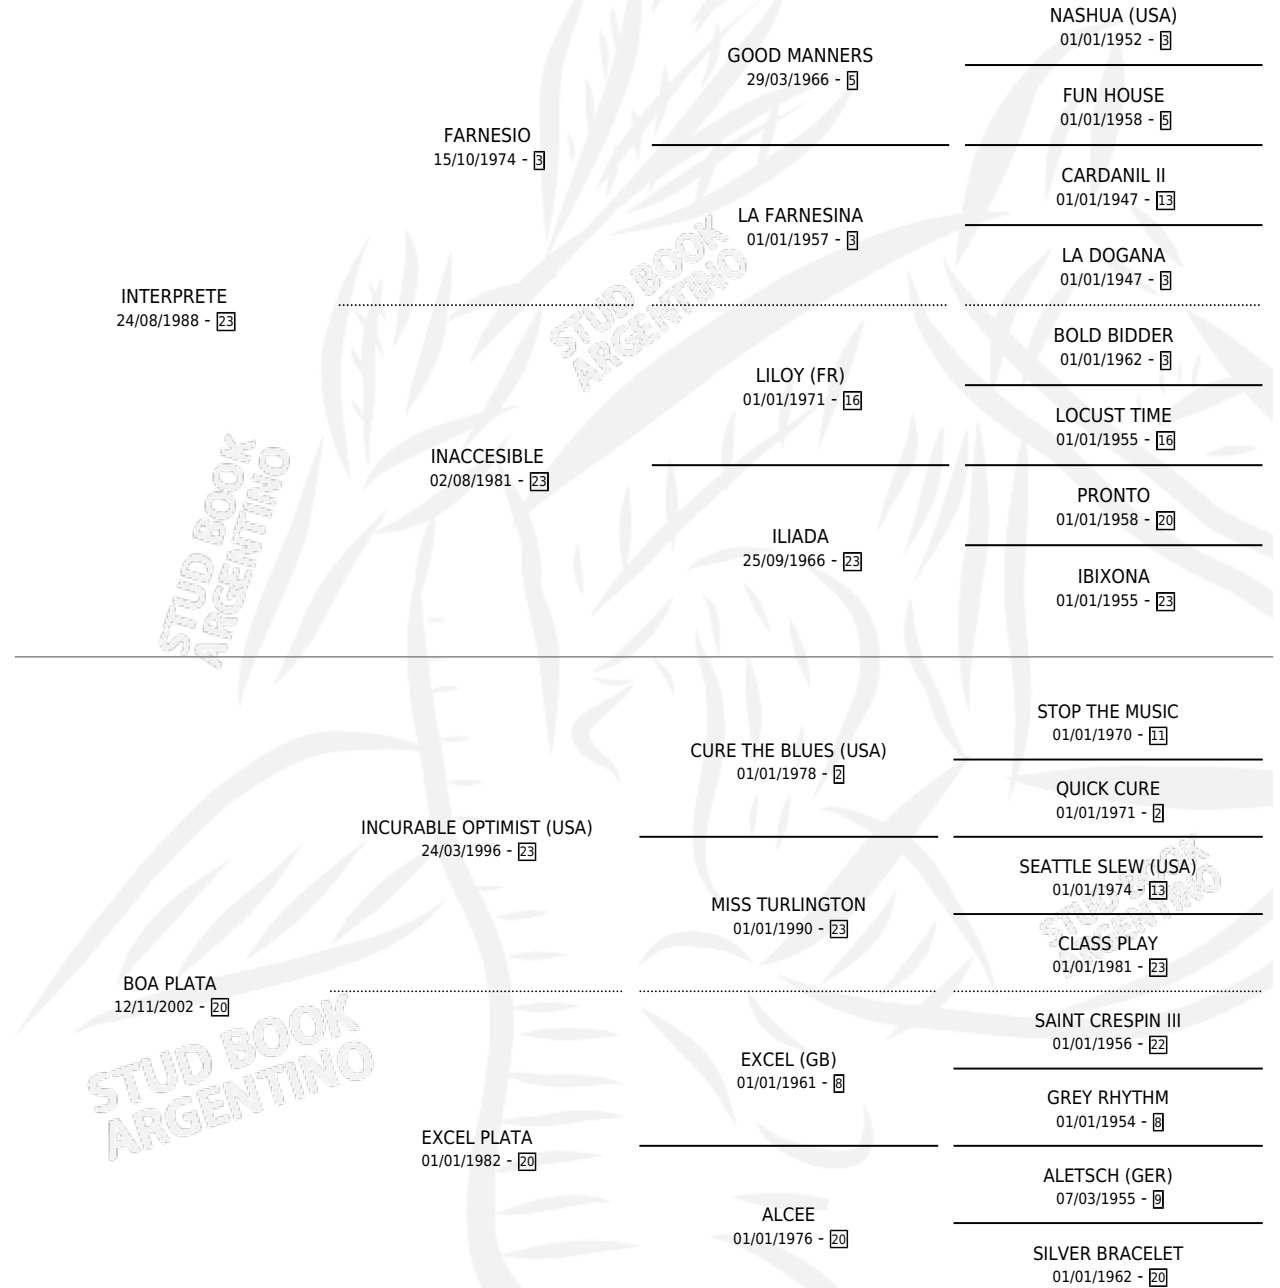 NASHUA (USA)
01/01/1952 - 3
GOOD MANNERS
29/03/1966 - 5
FUN HOUSE
01/01/1958 - 5
FARNESIO
15/10/1974 - 3
CARDANIL II
01/01/1947 - 13
LA FARNESINA
01/01/1957 - 3
LA DOGANA
01/01/1947 - 3
INTERPRETE
24/08/1988 - 23
BOLD BIDDER
01/01/1962 - 3
LILOY (FR)
01/01/1971 - 16
LOCUST TIME
01/01/1955 - 16
INACCESIBLE
02/08/1981 - 23
PRONTO
01/01/1958 - 20
ILIADA
25/09/1966 - 23
IBIXONA
01/01/1955 - 23
STUD BOOK
ARGENTINO
STUD BOOK
ARGENTINO
STOP THE MUSIC
01/01/1970 - 11
CURE THE BLUES (USA)
01/01/1978 - 2
QUICK CURE
01/01/1971 - 2
INCURABLE OPTIMIST (USA)
24/03/1996 - 23
SEATTLE SLEW (USA)
01/01/1974 - 13
MISS TURLINGTON
01/01/1990 - 23
CLASS PLAY
01/01/1981 - 23
STUD BOOK
ARGENTINO
BOA PLATA
12/11/2002 - 20
SAINT CRESPIN III
01/01/1956 - 22
EXCEL (GB)
01/01/1961 - 8
GREY RHYTHM
01/01/1954 - 8
STUD BOOK
ARGENTINO
EXCEL PLATA
01/01/1982 - 20
ALETSCH (GER)
07/03/1955 - 9
ALCEE
01/01/1976 - 20
SILVER BRACELET
01/01/1962 - 20